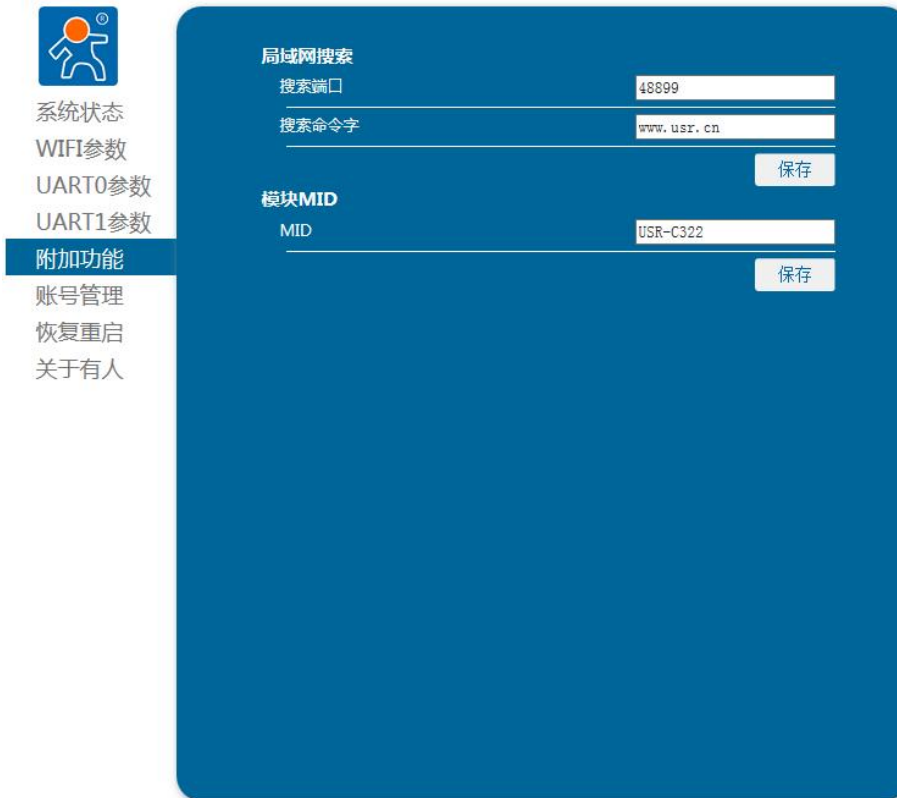 ®
系统状态
WIFI参数
UART0参数
UART1参数
附加功能
账号管理
恢复重启
关于有人
局域网搜索
搜索端口 48899
搜索命令字 www.usr.cn
保存
模块MID
MID USR-C322
保存